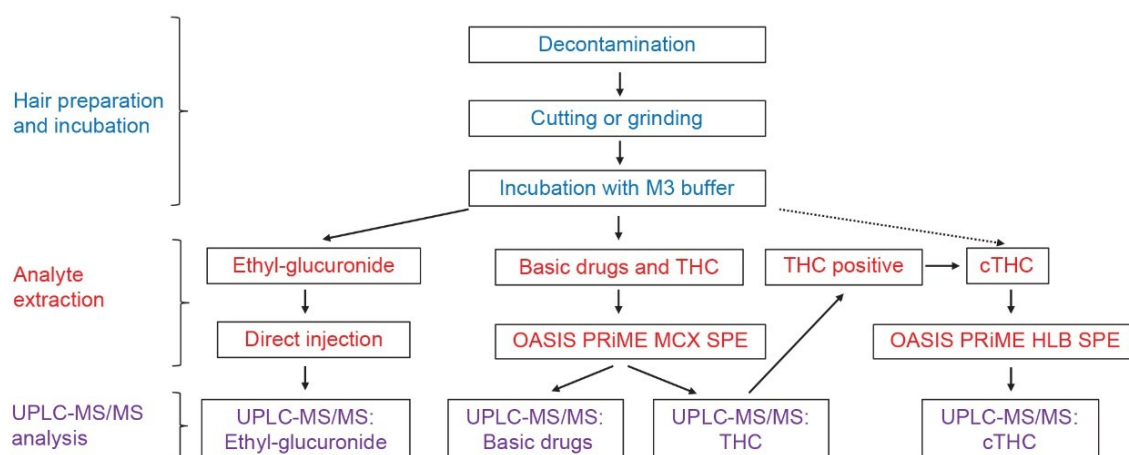 Decontamination
Hair preparation
and incubation
Cutting or grinding
Incubation with M3 buffer
Analyte
extraction
Ethyl-glucuronide
Basic drugs and THC
THC positive
cTHC
Direct injection
OASIS PRiME MCX SPE
OASIS PRiME HLB SPE
UPLC-MS/MS
analysis
UPLC-MS/MS:
Ethyl-glucuronide
UPLC-MS/MS:
Basic drugs
UPLC-MS/MS:
THC
UPLC-MS/MS:
cTHC